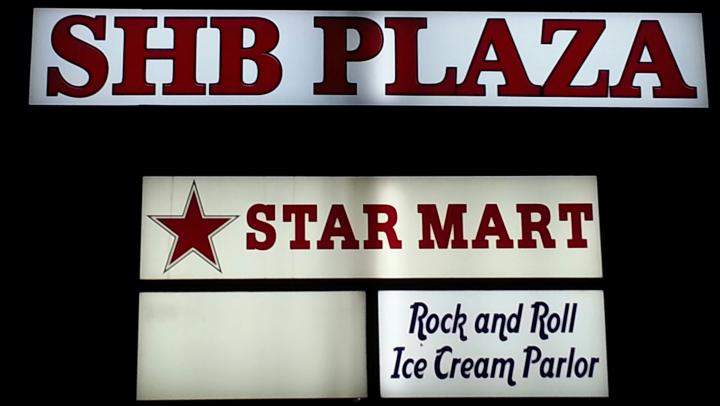 SHB PLAZA
STAR MART
Rock and Roll
Ice Cream Parlor